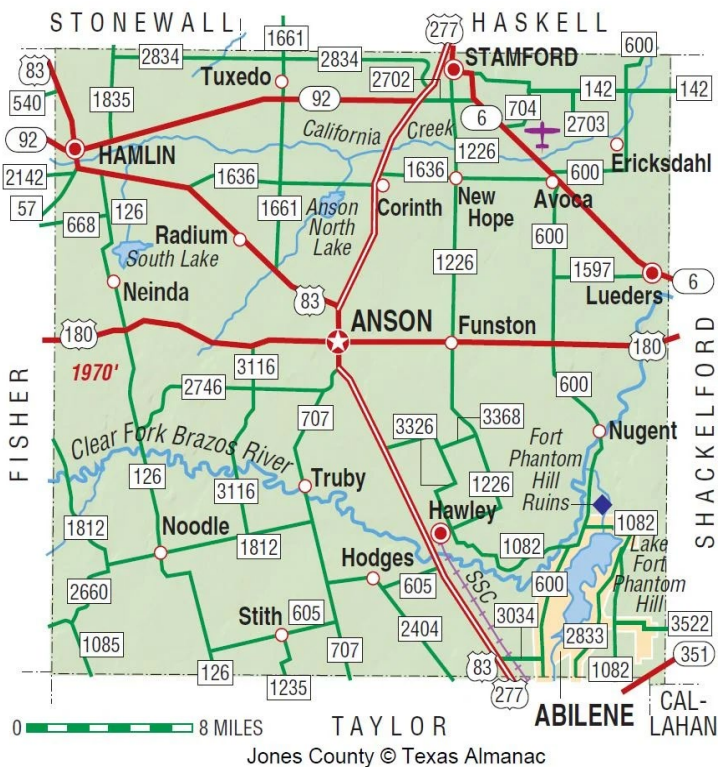 STONEWALL
HASKELL
277
1661
600
2834
2834
STAMFORD
83
Tuxedo
2702
142
142
540
1835
92
704
6
2703
92
California Creek
HAMLIN
1226
Ericksdahl
2142
1636
1636
600
57
126
1661
Anson
North
Lake
Corinth
New
Hope
Avoca
668
Radium
600
South Lake
1226
1597
6
Neinda
83
Lueders
ANSON
Funston
180
180
1970'
3116
2746
600
FISHER
SHACKELFORD
707
3326
3368
Nugent
Clear Fork Brazos River
Fort
Phantom
Hill
Ruins
126
3116
Truby
1226
1812
Noodle
Hawley
1082
1812
1082
Lake
Fort
Phantom
Hill
Hodges
605
SSC
600
2660
Stith
605
3034
3522
1085
2404
2833
707
351
126
83
1082
1235
277
ABILENE
CAL-
LAHAN
0
8 MILES
TAYLOR
Jones County © Texas Almanac